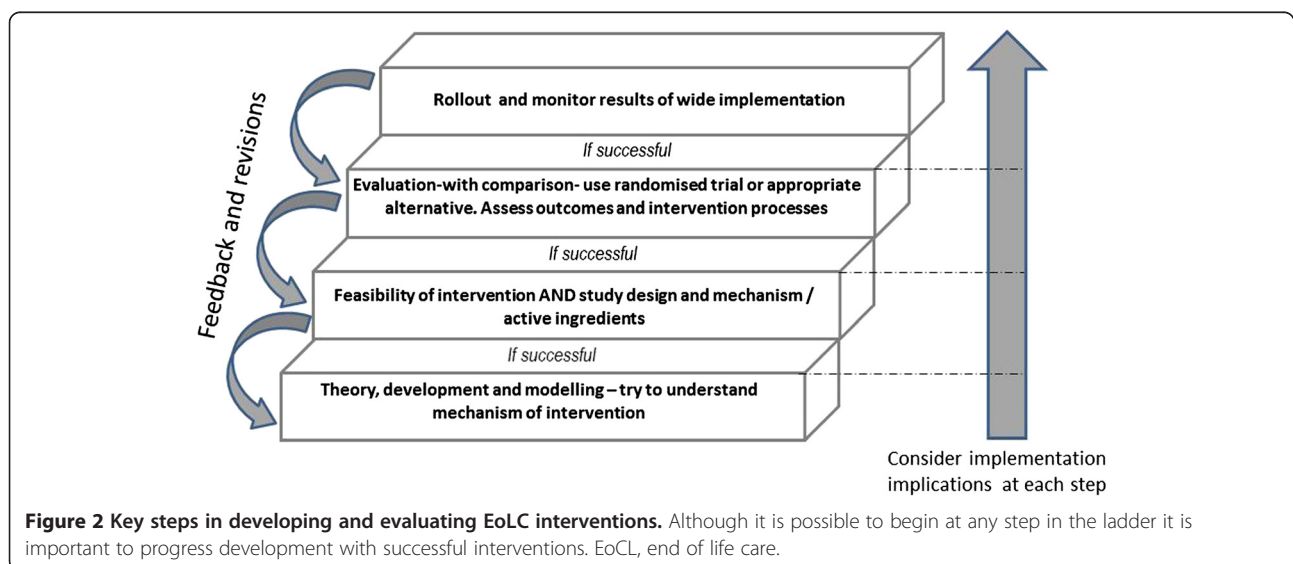 Feedback and revisions
Rollout and monitor results of wide implementation
If successful
Evaluation-with comparison- use randomised trial or appropriate
alternative. Assess outcomes and intervention processes
If successful
Feasibility of intervention AND study design and mechanism /
active ingredients
If successful
Theory, development and modelling – try to understand
mechanism of intervention
Consider implementation
implications at each step
Figure 2 Key steps in developing and evaluating EoLC interventions. Although it is possible to begin at any step in the ladder it is
important to progress development with successful interventions. EoCL, end of life care.